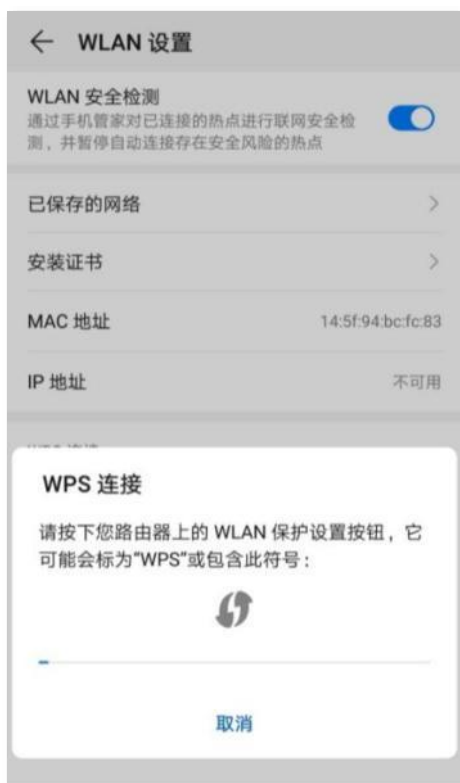 WLAN 设置
WLAN 安全检测
通过手机管家对已连接的热点进行联网安全检
测，并暂停自动连接存在安全风险的热点
已保存的网络
安装证书
MAC 地址 14:5f:94:bc:fc:83
IP 地址 不可用
WPS 连接
请按下您路由器上的 WLAN 保护设置按钮，它
可能会标为“WPS”或包含此符号：
取消